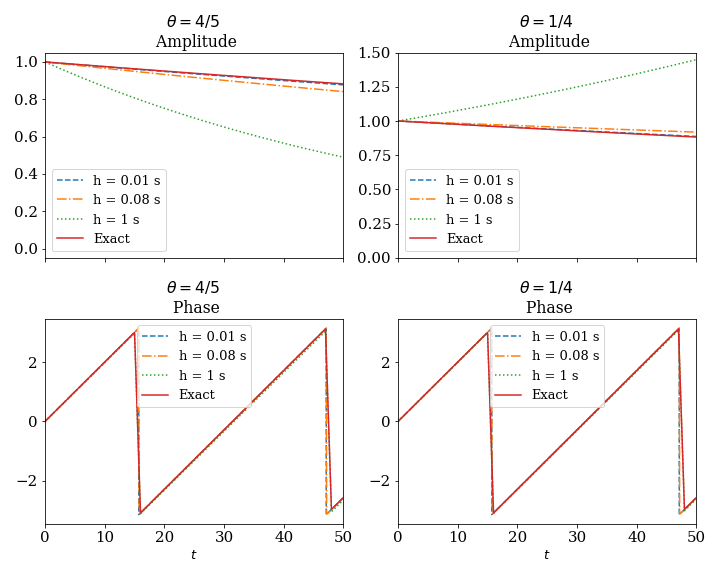 θ = 4/5
Amplitude
1.0
0.8
0.6
0.4
0.2
0.0
h = 0.01 s
h = 0.08 s
h = 1 s
Exact
θ = 1/4
Amplitude
1.50
1.25
1.00
0.75
0.50
0.25
0.00
h = 0.01 s
h = 0.08 s
h = 1 s
Exact
θ = 4/5
Phase
2
0
−2
h = 0.01 s
h = 0.08 s
h = 1 s
Exact
0 10 20 30 40 50
t
θ = 1/4
Phase
2
0
−2
h = 0.01 s
h = 0.08 s
h = 1 s
Exact
0 10 20 30 40 50
t